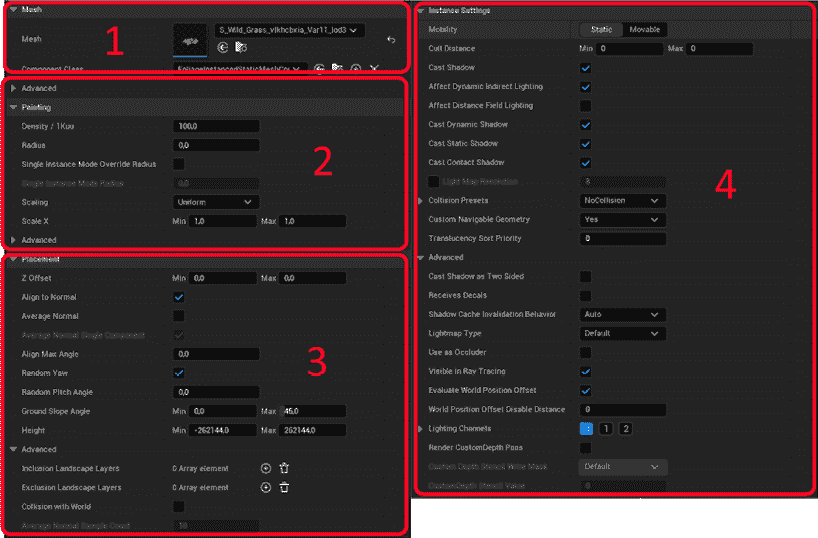 Mesh
Mesh
S_Wild_Grass_vlkhcbxia_Var11_lod3
1
Component Class
FoliageInstancedStaticMeshCo
Advanced
Painting
Density / 1Kuu 100,0
Radius 0,0
Single Instance Mode Override Radius
Single Instance Mode Radius 0,0
2
Scaling Uniform
Scale X Min 1,0 Max 1,0
Advanced
Placement
Z Offset Min 0,0 Max 0,0
Align to Normal
Average Normal
Average Normal Single Component
Align Max Angle 0,0
3
Random Yaw
Random Pitch Angle 0,0
Ground Slope Angle Min 0,0 Max 45,0
Height Min -262144,0 Max 262144,0
Advanced
Inclusion Landscape Layers 0 Array element
Exclusion Landscape Layers 0 Array element
Collision with World
Average Normal Sample Count 10
Instance Settings
Mobility Static Movable
Cull Distance Min 0 Max 0
Cast Shadow
Affect Dynamic Indirect Lighting
Affect Distance Field Lighting
Cast Dynamic Shadow
Cast Static Shadow
Cast Contact Shadow
Light Map Resolution 8
4
Collision Presets NoCollision
Custom Navigable Geometry Yes
Translucency Sort Priority 0
Advanced
Cast Shadow as Two Sided
Receives Decals
Shadow Cache Invalidation Behavior Auto
Lightmap Type Default
Use as Occluder
Visible in Ray Tracing
Evaluate World Position Offset
World Position Offset Disable Distance 0
Lighting Channels 1 2
Render CustomDepth Pass
Custom Depth Stencil Write Mask Default
CustomDepth Stencil Value 0